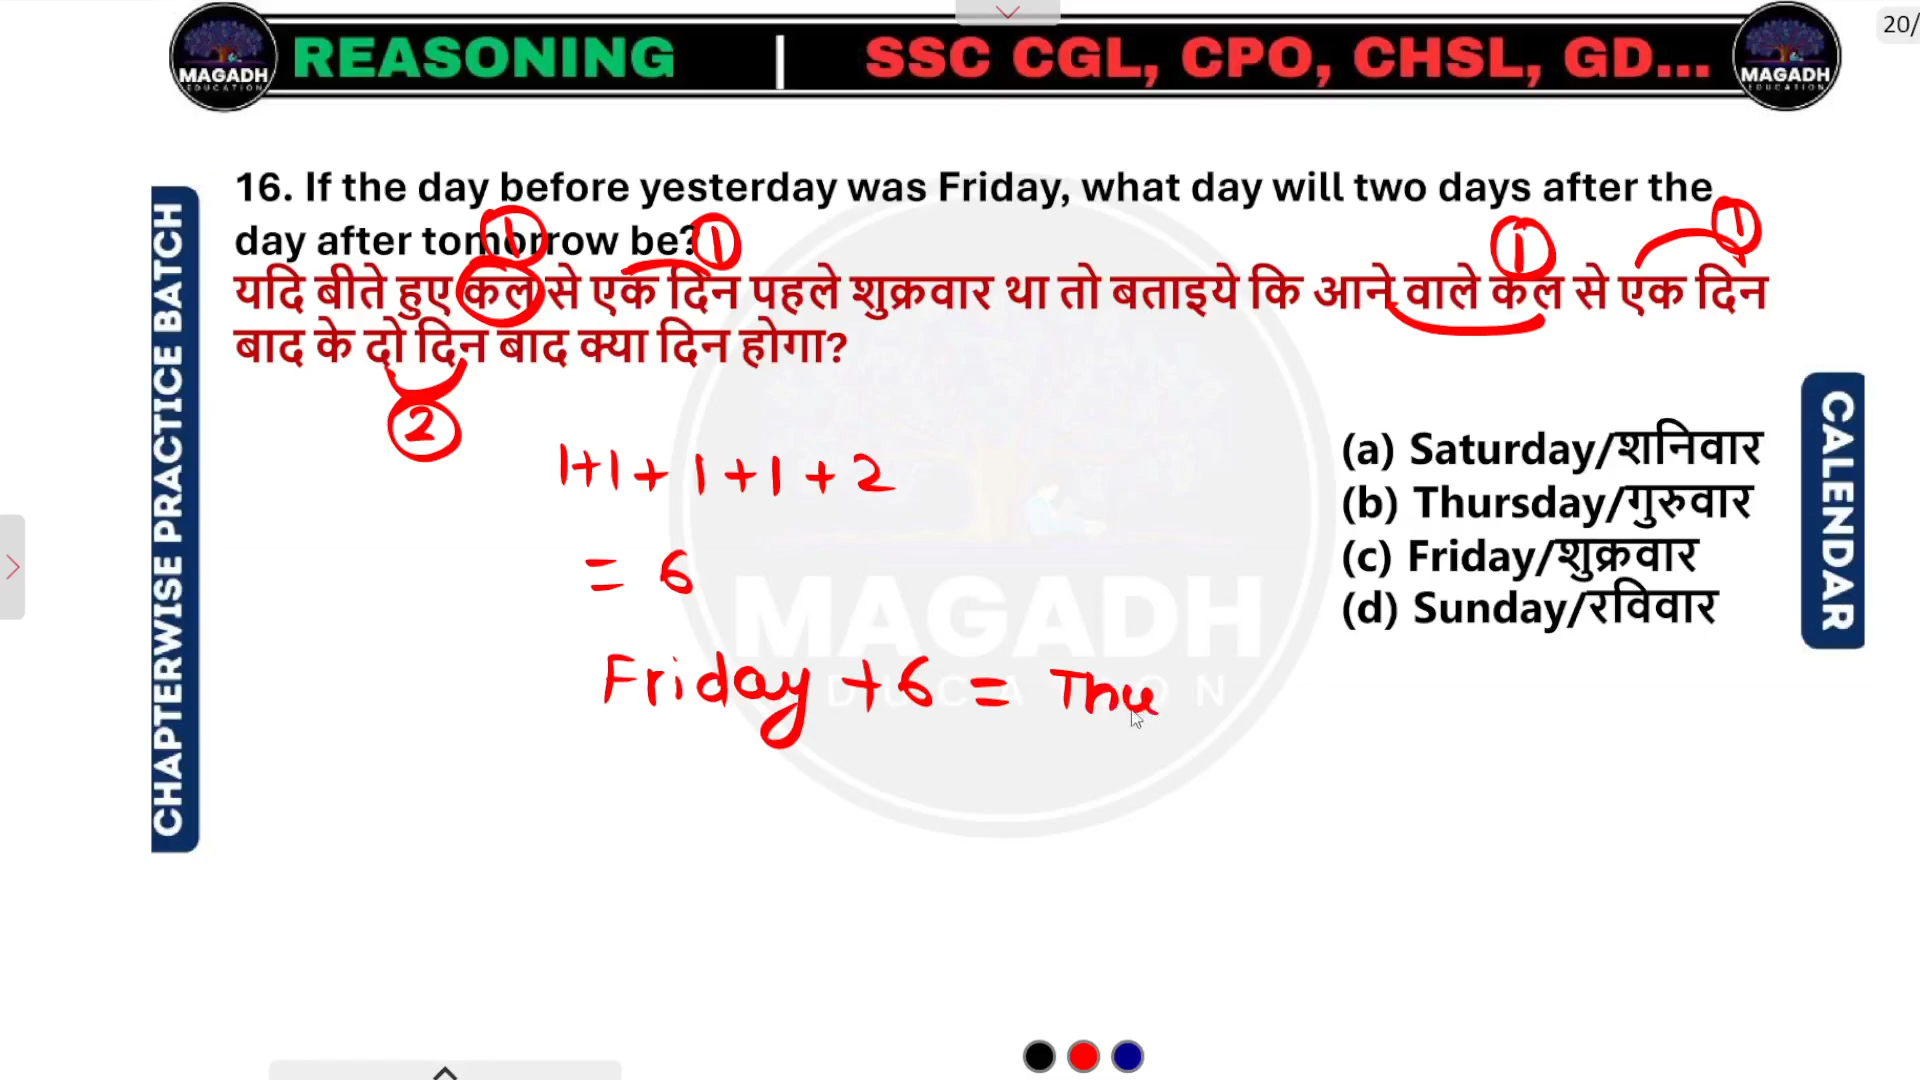 REASONING | SSC CGL, CPO, CHSL, GD...
MAGADH
EDUCATION
MAGADH
EDUCATION
20/
CHAPTERWISE PRACTICE BATCH
16. If the day before yesterday was Friday, what day will two days after the
day after tomorrow be?
यदि बीते हुए कल से एक दिन पहले शुक्रवार था तो बताइये कि आने वाले कल से एक दिन
बाद के दो दिन बाद क्या दिन होगा?
1 1 1 1
2
1+1+1+1+2
= 6
Friday +6 = Thu
(a) Saturday/शनिवार
(b) Thursday/गुरुवार
(c) Friday/शुक्रवार
(d) Sunday/रविवार
CALENDAR
MAGADH
EDUCATION